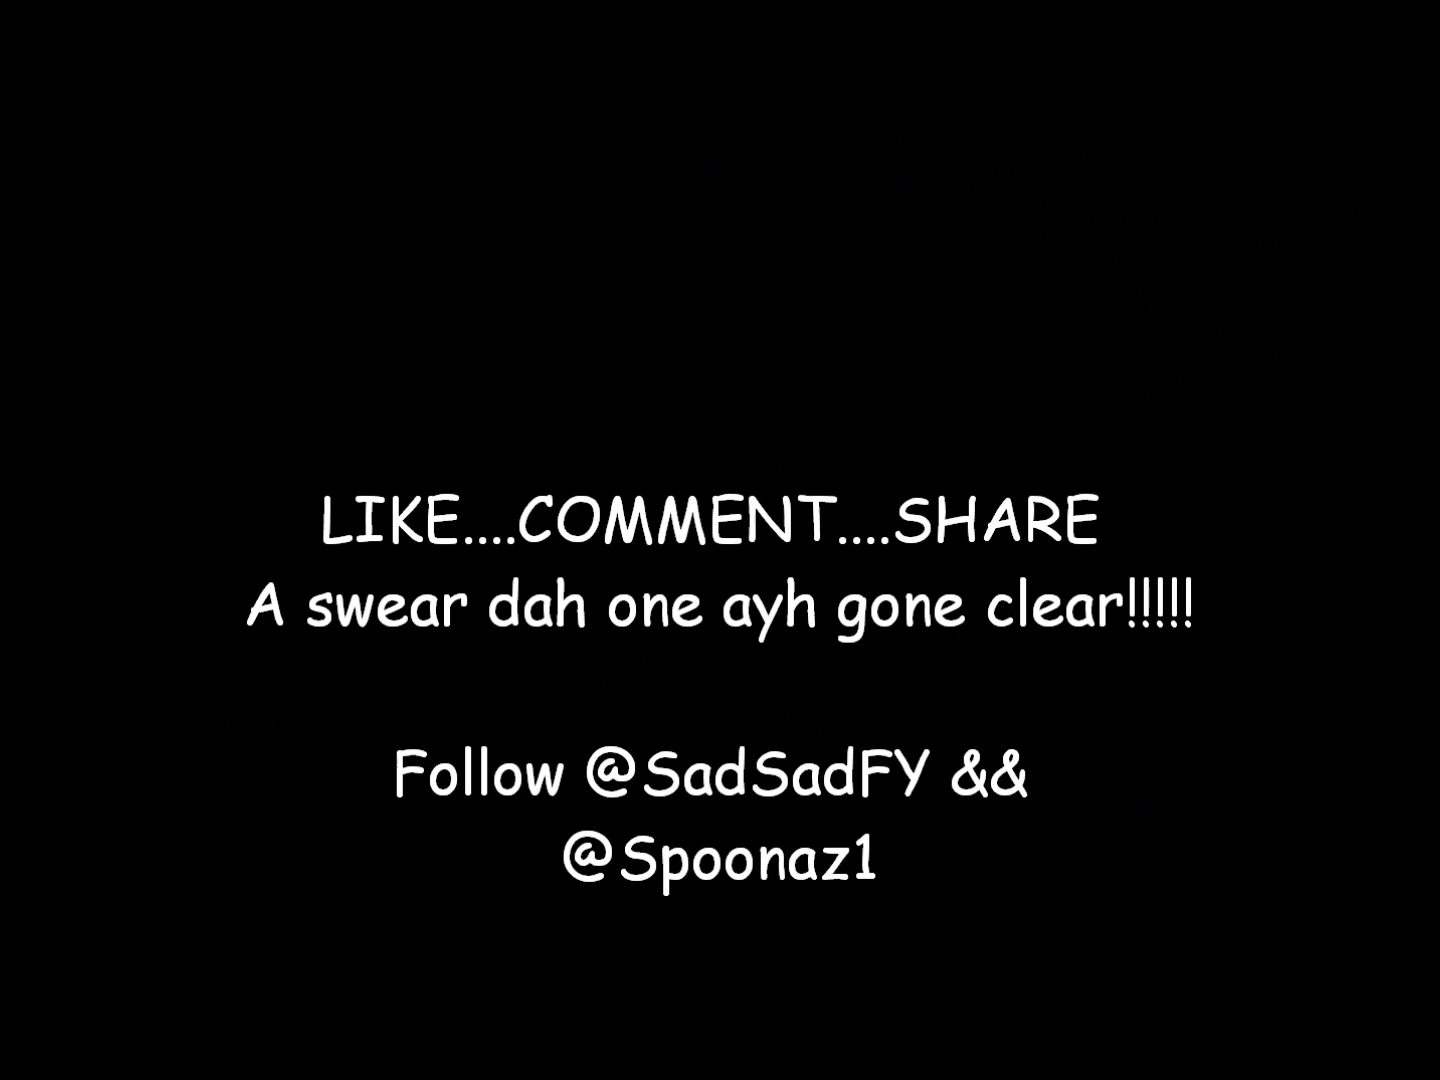 LIKE....COMMENT....SHARE
A swear dah one ayh gone clear!!!!!
Follow @SadSadFY &&
@Spoonaz1